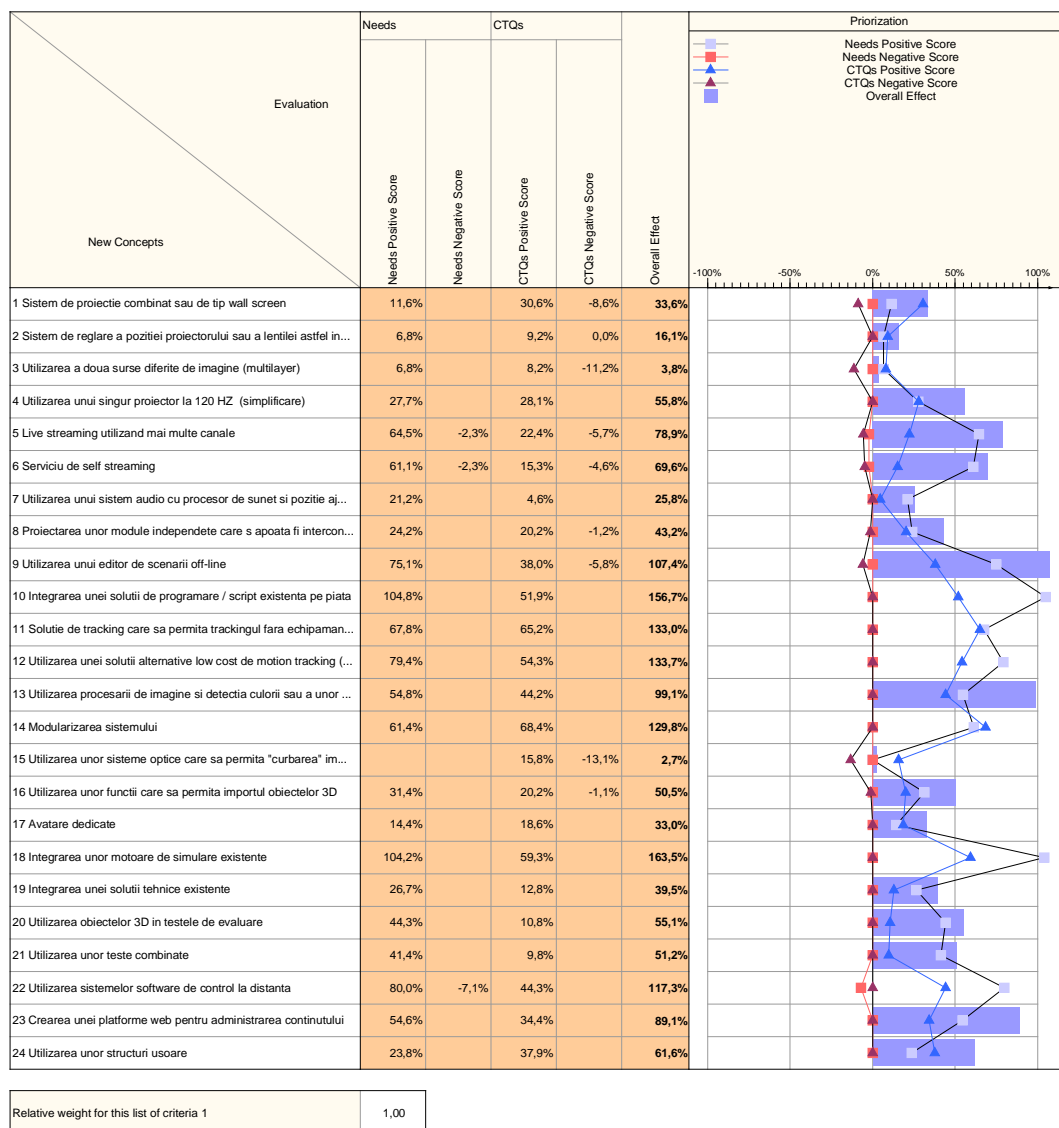 Needs CTQs Priorization
Needs Positive Score
Needs Negative Score
CTQs Positive Score
CTQs Negative Score
Overall Effect
Evaluation
New Concepts
Needs Positive Score
Needs Negative Score
CTQs Positive Score
CTQs Negative Score
Overall Effect
-100% -50% 0% 50% 100%
1 Sistem de proiectie combinat sau de tip wall screen 11,6% 30,6% -8,6% 33,6%
2 Sistem de reglare a pozitiei proiectorului sau a lentilei astfel in... 6,8% 9,2% 0,0% 16,1%
3 Utilizarea a doua surse diferite de imagine (multilayer) 6,8% 8,2% -11,2% 3,8%
4 Utilizarea unui singur proiector la 120 HZ (simplificare) 27,7% 28,1% 55,8%
5 Live streaming utilizand mai multe canale 64,5% -2,3% 22,4% -5,7% 78,9%
6 Serviciu de self streaming 61,1% -2,3% 15,3% -4,6% 69,6%
7 Utilizarea unui sistem audio cu procesor de sunet si pozitie aj... 21,2% 4,6% 25,8%
8 Proiectarea unor module independete care s apoata fi intercon... 24,2% 20,2% -1,2% 43,2%
9 Utilizarea unui editor de scenarii off-line 75,1% 38,0% -5,8% 107,4%
10 Integrarea unei solutii de programare / script existenta pe piata 104,8% 51,9% 156,7%
11 Solutie de tracking care sa permita trackingul fara echipaman... 67,8% 65,2% 133,0%
12 Utilizarea unei solutii alternative low cost de motion tracking (... 79,4% 54,3% 133,7%
13 Utilizarea procesarii de imagine si detectia culorii sau a unor ... 54,8% 44,2% 99,1%
14 Modularizarea sistemului 61,4% 68,4% 129,8%
15 Utilizarea unor sisteme optice care sa permita "curbarea" im... 15,8% -13,1% 2,7%
16 Utilizarea unor functii care sa permita importul obiectelor 3D 31,4% 20,2% -1,1% 50,5%
17 Avatare dedicate 14,4% 18,6% 33,0%
18 Integrarea unor motoare de simulare existente 104,2% 59,3% 163,5%
19 Integrarea unei solutii tehnice existente 26,7% 12,8% 39,5%
20 Utilizarea obiectelor 3D in testele de evaluare 44,3% 10,8% 55,1%
21 Utilizarea unor teste combinate 41,4% 9,8% 51,2%
22 Utilizarea sistemelor software de control la distanta 80,0% -7,1% 44,3% 117,3%
23 Crearea unei platforme web pentru administrarea continutului 54,6% 34,4% 89,1%
24 Utilizarea unor structuri usoare 23,8% 37,9% 61,6%
Relative weight for this list of criteria 1 1,00